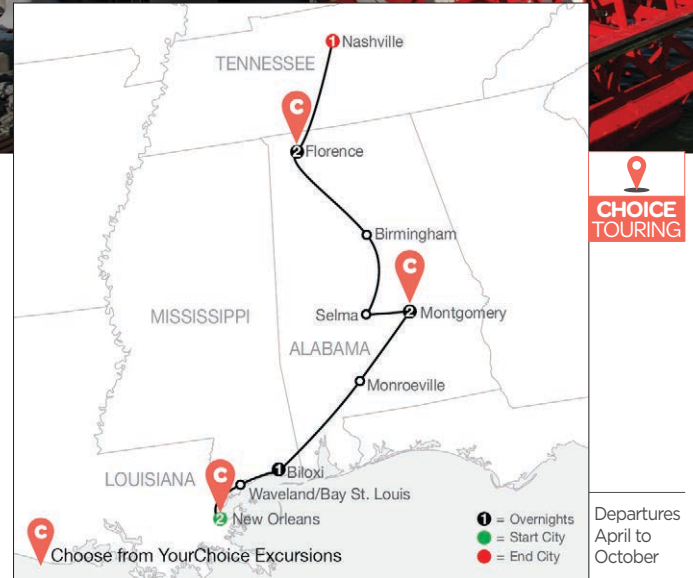 1 Nashville
TENNESSEE
C
2 Florence
Birmingham
C
MISSISSIPPI
Selma
2 Montgomery
ALABAMA
Monroeville
1 Biloxi
LOUISIANA
C
Waveland/Bay St. Louis
2 New Orleans
C
Choose from YourChoice Excursions
1 = Overnights
= Start City
= End City
CHOICE
TOURING
Departures
April to
October